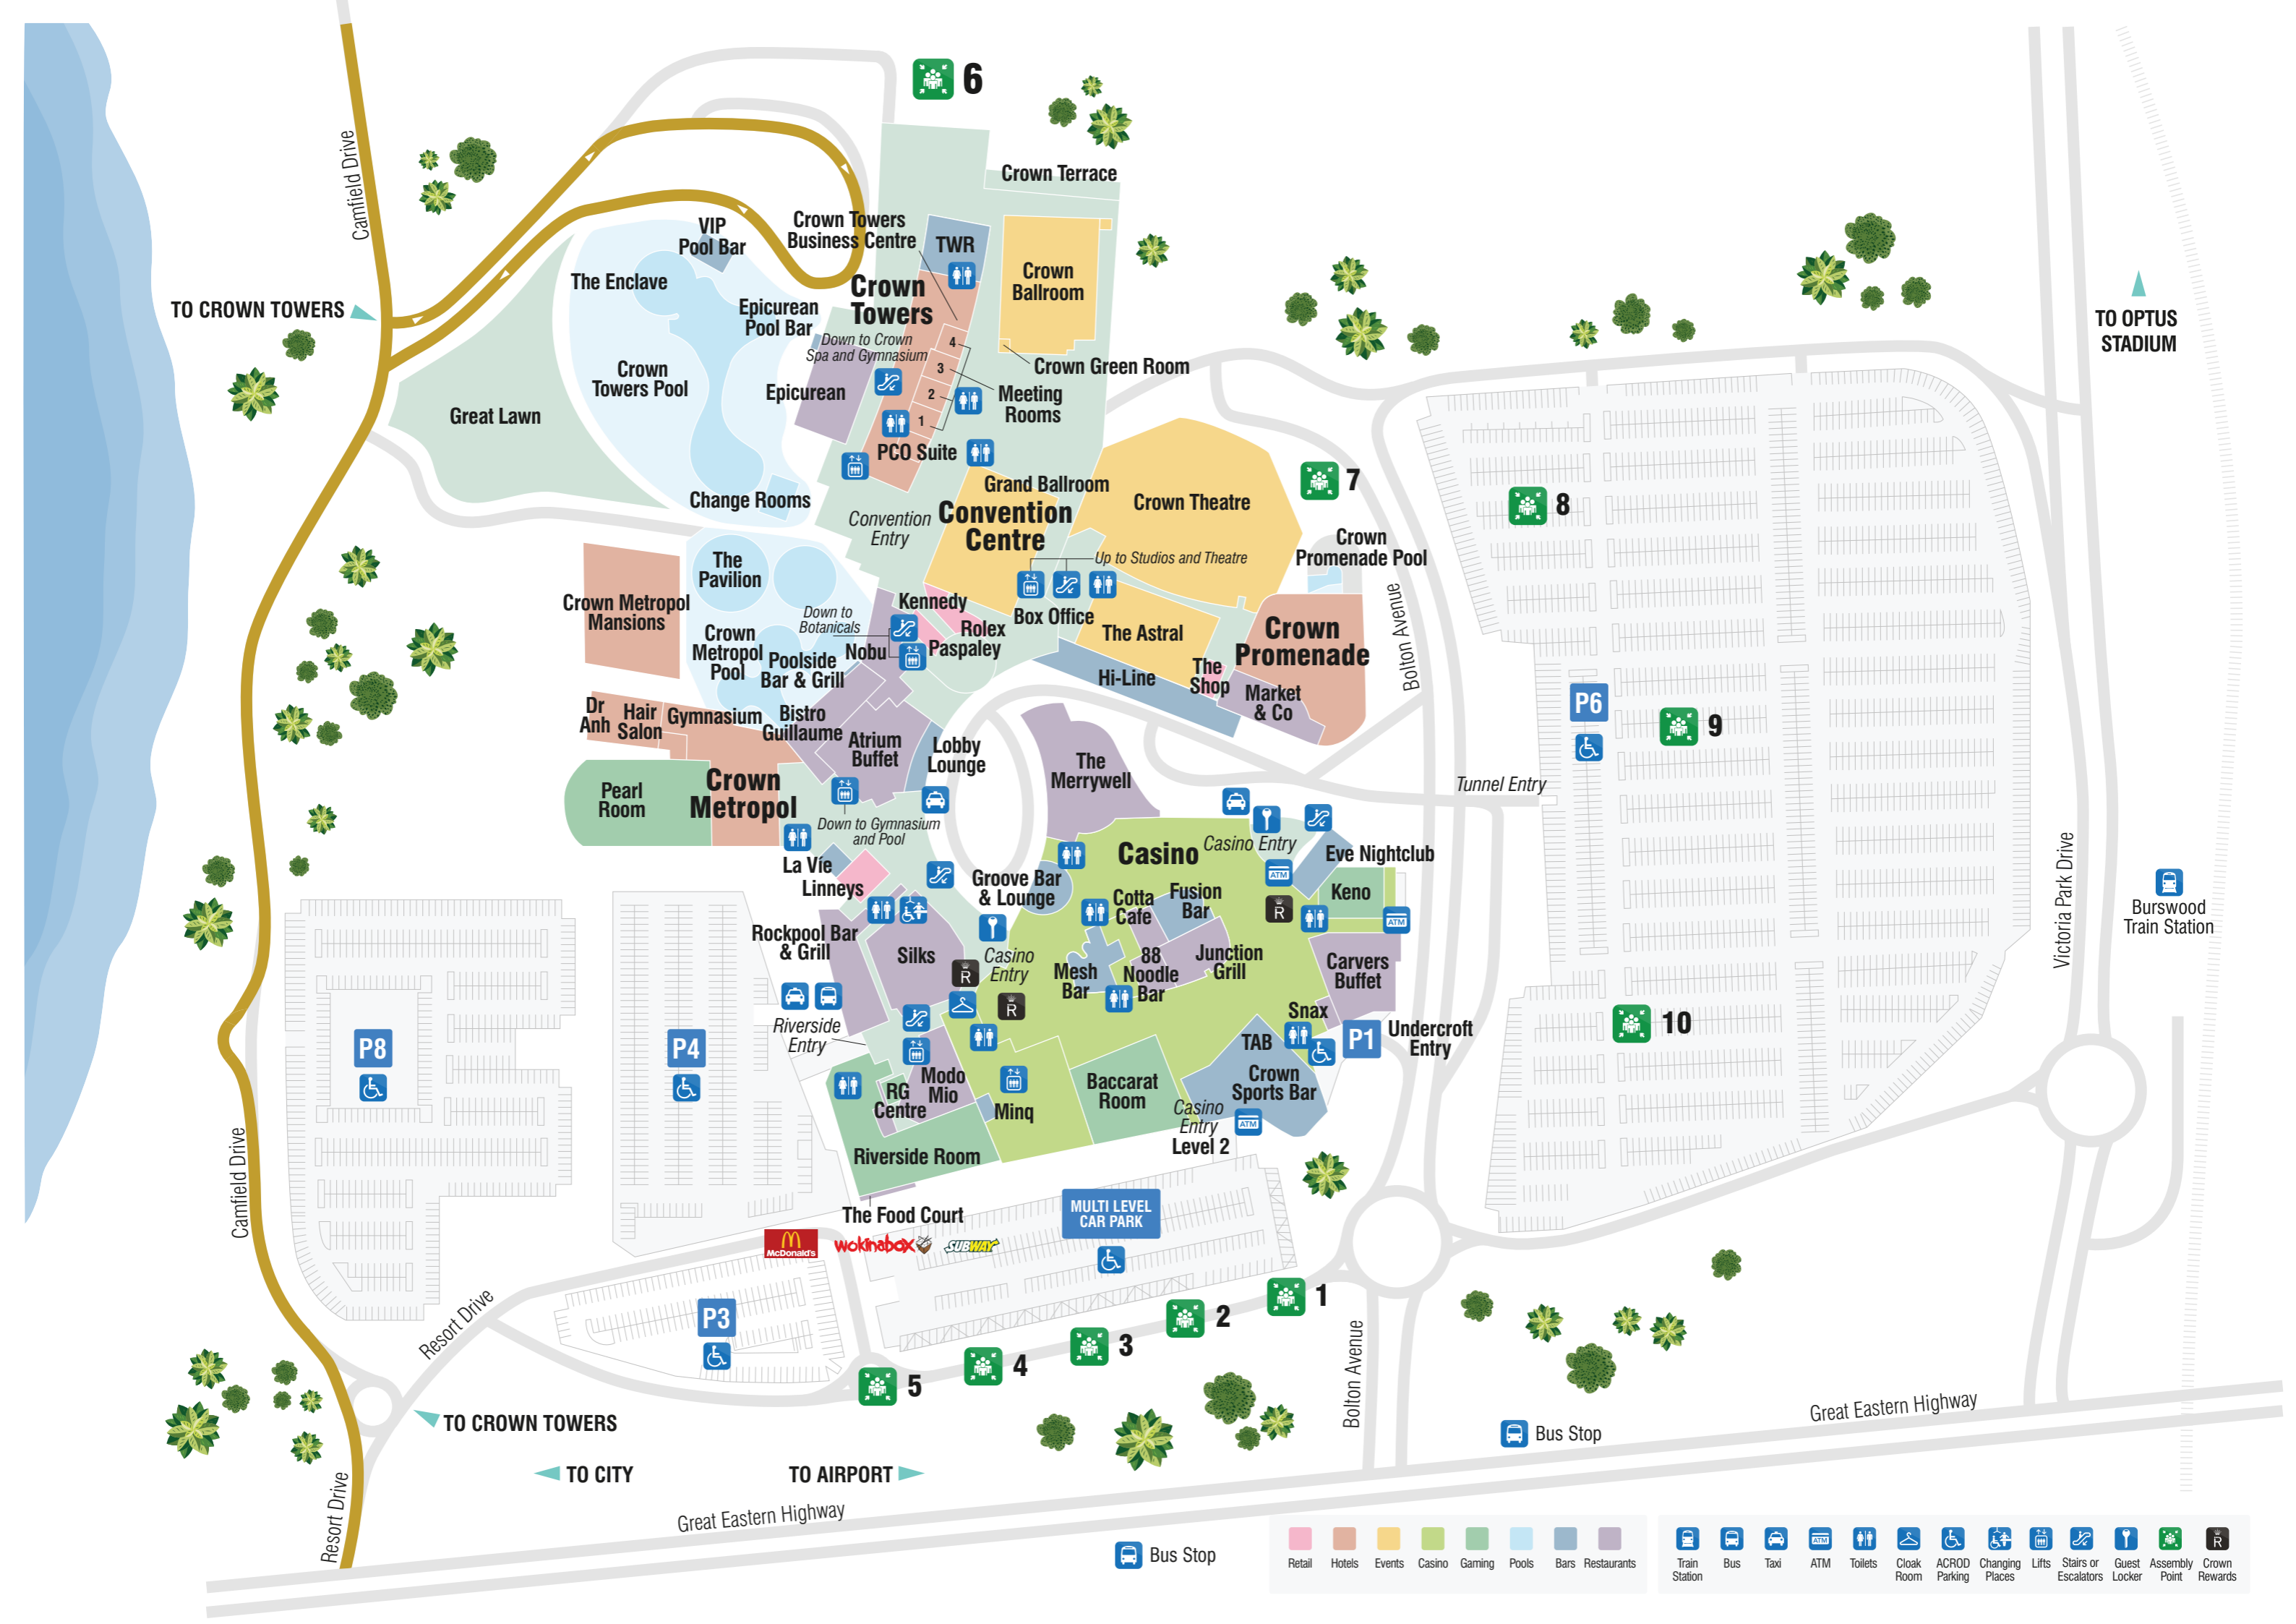 6
Crown Terrace
Camfield Drive
VIP
Pool Bar
Crown Towers
Business Centre
TWR
The Enclave
Crown
Ballroom
Crown
Towers
TO CROWN TOWERS
Epicurean
Pool Bar
Down to Crown
Spa and Gymnasium
4
3
2
1
Crown Green Room
TO OPTUS
STADIUM
Crown
Towers Pool
Epicurean
Meeting
Rooms
Great Lawn
PCO Suite
Change Rooms
Grand Ballroom
Crown Theatre
7
8
Convention
Entry
Convention
Centre
Crown
Promenade Pool
Up to Studios and Theatre
The
Pavilion
Crown Metropol
Mansions
Down to
Botanicals
Kennedy
Rolex
Paspaley
Box Office
The Astral
Crown
Promenade
Bolton Avenue
Crown
Metropol
Pool
Nobu
Poolside
Bar & Grill
Hi-Line
The
Shop
Market
& Co
P6
9
Dr
Anh
Hair
Salon
Gymnasium
Bistro
Guillaume
Atrium
Buffet
Lobby
Lounge
The
Merrywell
Tunnel Entry
Pearl
Room
Crown
Metropol
Down to Gymnasium
and Pool
Casino
Casino Entry
Eve Nightclub
La Vie
Linneys
Groove Bar
& Lounge
Cotta
Cafe
Fusion
Bar
ATM
Keno
R
ATM
Victoria Park Drive
Burswood
Train Station
Rockpool Bar
& Grill
Silks
Casino
Entry
R
R
Mesh
Bar
88
Noodle
Bar
Junction
Grill
Carvers
Buffet
Snax
Riverside
Entry
P8
P4
TAB
P1
Undercroft
Entry
10
RG
Centre
Modo
Mio
Minq
Baccarat
Room
Crown
Sports Bar
Casino
Entry
Level 2
ATM
Camfield Drive
Riverside Room
The Food Court
McDonald's
wokinabox
SUBWAY
MULTI LEVEL
CAR PARK
Resort Drive
P3
1
2
3
4
5
Bolton Avenue
TO CROWN TOWERS
Great Eastern Highway
Bus Stop
TO CITY
TO AIRPORT
Resort Drive
Great Eastern Highway
Bus Stop
Retail
Hotels
Events
Casino
Gaming
Pools
Bars
Restaurants
Train
Station
Bus
Taxi
ATM
ATM
Toilets
Cloak
Room
ACROD
Parking
Changing
Places
Lifts
Stairs or
Escalators
Guest
Locker
Assembly
Point
R
Crown
Rewards